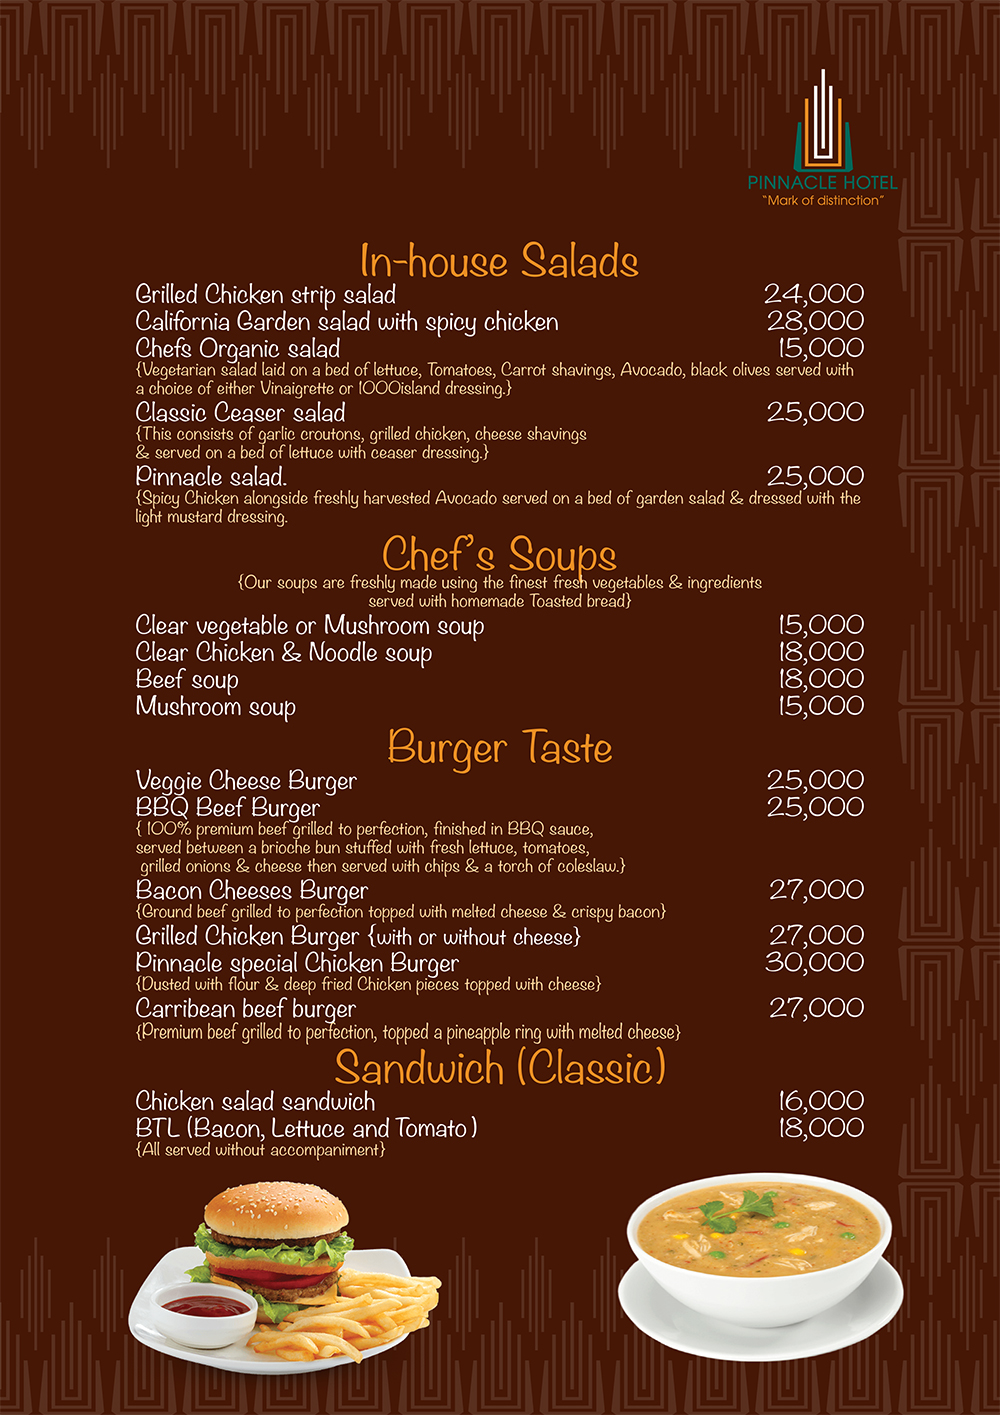 PINNACLE HOTEL
"Mark of distinction"
In-house Salads
Grilled Chicken strip salad 24,000
California Garden salad with spicy chicken 28,000
Chefs Organic salad 15,000
{Vegetarian salad laid on a bed of lettuce, Tomatoes, Carrot shavings, Avocado, black olives served with
a choice of either Vinaigrette or 1000island dressing.}
Classic Ceaser salad 25,000
{This consists of garlic croutons, grilled chicken, cheese shavings
& served on a bed of lettuce with ceaser dressing.}
Pinnacle salad. 25,000
{Spicy Chicken alongside freshly harvested Avocado served on a bed of garden salad & dressed with the
light mustard dressing.
Chef's Soups
{Our soups are freshly made using the finest fresh vegetables & ingredients
served with homemade Toasted bread}
Clear vegetable or Mushroom soup 15,000
Clear Chicken & Noodle soup 18,000
Beef soup 18,000
Mushroom soup 15,000
Burger Taste
Veggie Cheese Burger 25,000
BBQ Beef Burger 25,000
{ 100% premium beef grilled to perfection, finished in BBQ sauce,
served between a brioche bun stuffed with fresh lettuce, tomatoes,
grilled onions & cheese then served with chips & a torch of coleslaw.}
Bacon Cheeses Burger 27,000
{Ground beef grilled to perfection topped with melted cheese & crispy bacon}
Grilled Chicken Burger {with or without cheese} 27,000
Pinnacle special Chicken Burger 30,000
{Dusted with flour & deep fried Chicken pieces topped with cheese}
Carribean beef burger 27,000
{Premium beef grilled to perfection, topped a pineapple ring with melted cheese}
Sandwich (Classic)
Chicken salad sandwich 16,000
BTL (Bacon, Lettuce and Tomato ) 18,000
{All served without accompaniment}